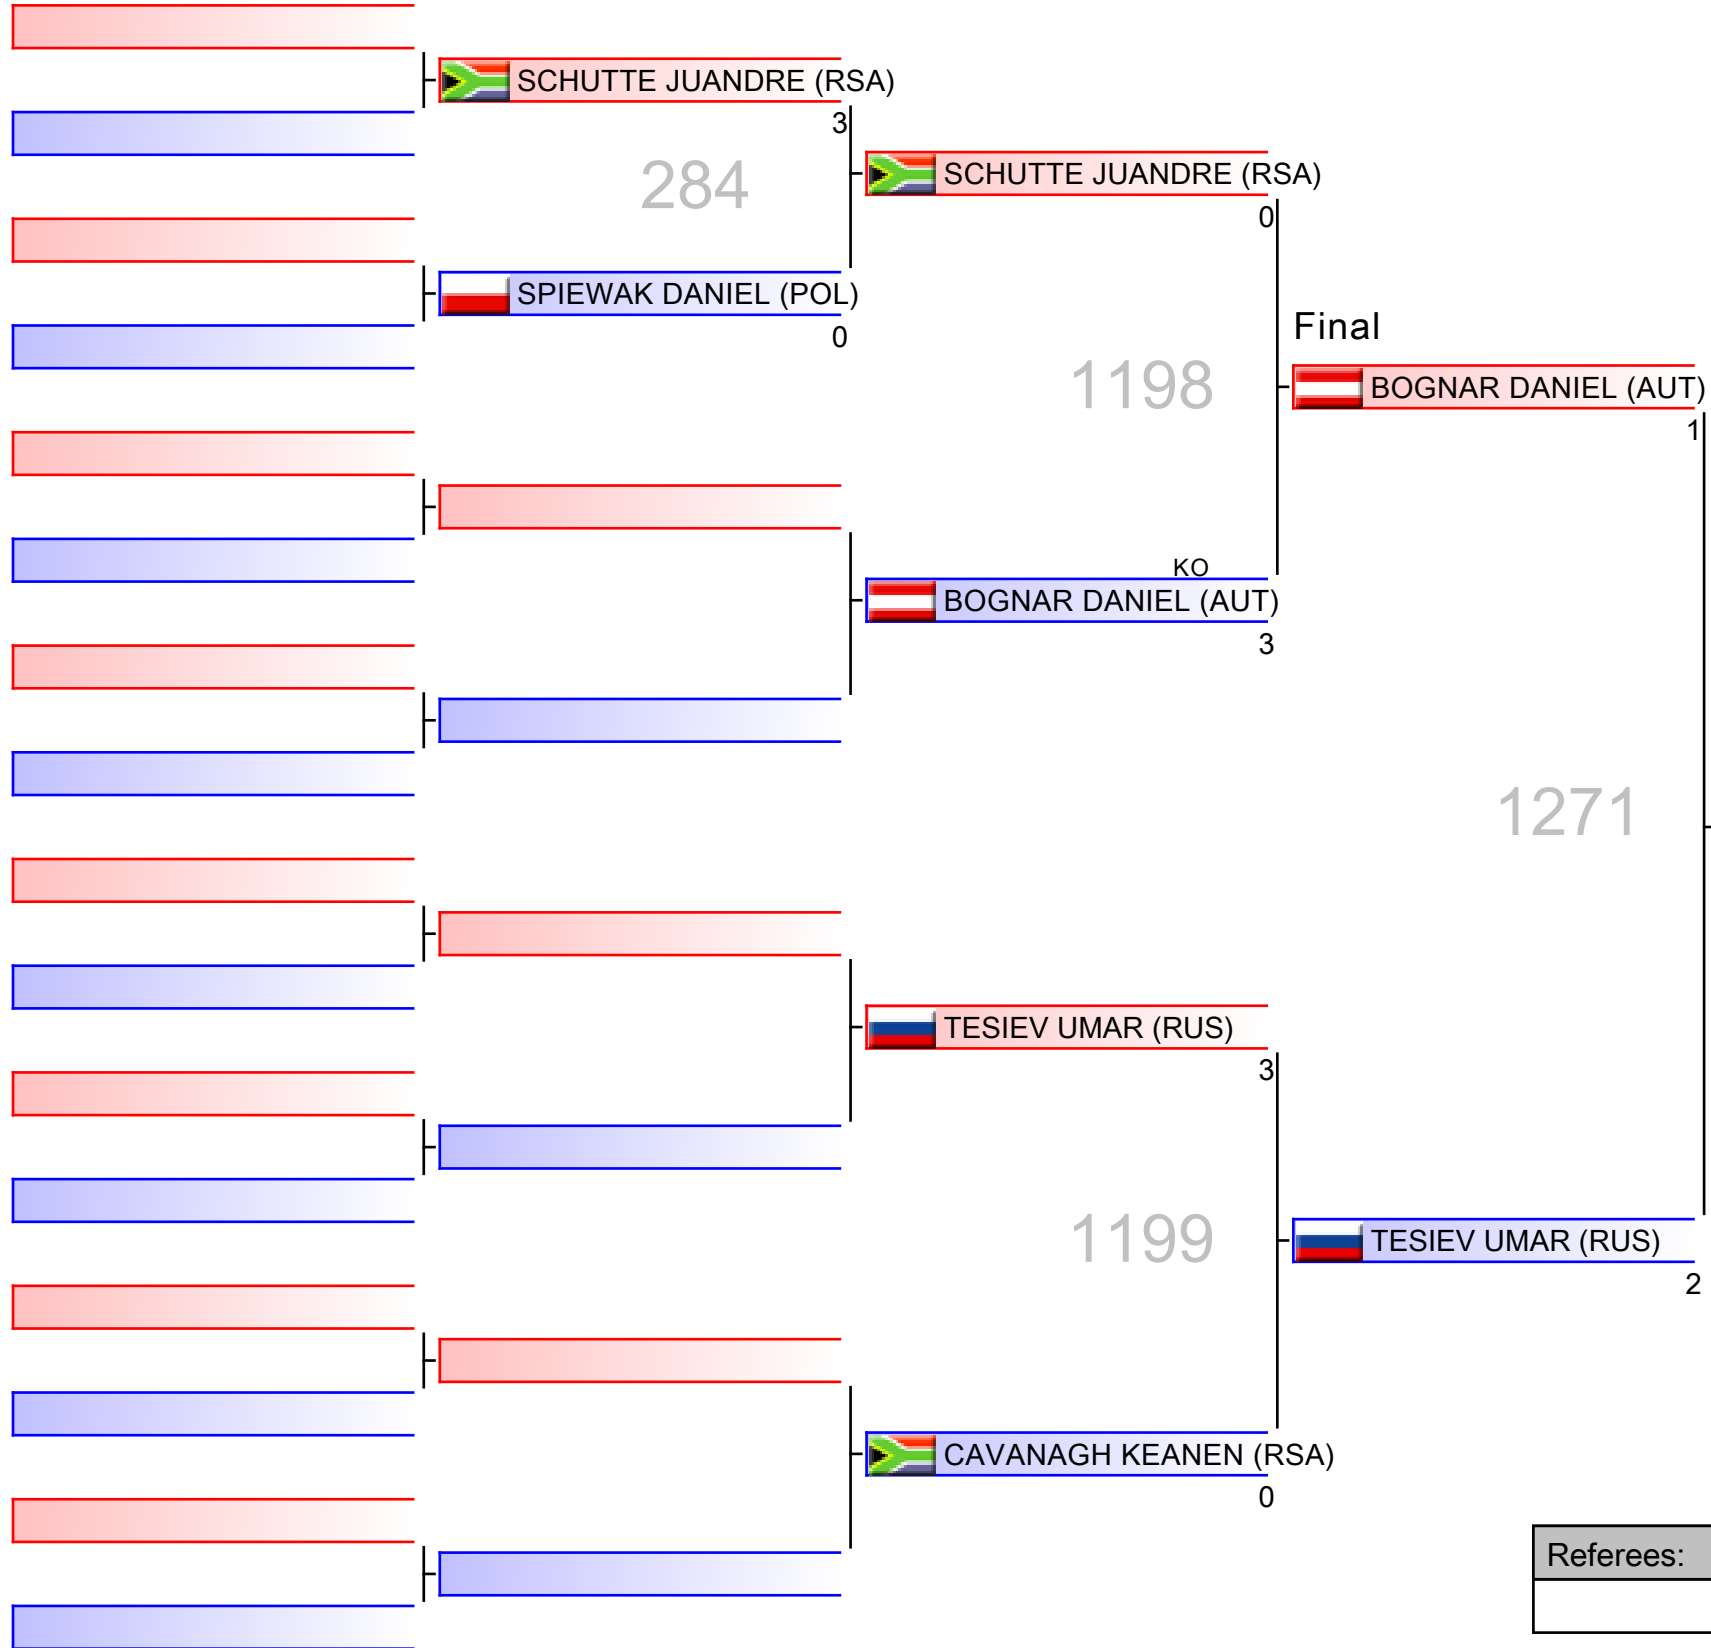 SCHUTTE JUANDRE (RSA)
3
284
SCHUTTE JUANDRE (RSA)
0
SPIEWAK DANIEL (POL)
0
Final
1198
BOGNAR DANIEL (AUT)
1
KO
BOGNAR DANIEL (AUT)
3
1271
TESIEV UMAR (RUS)
3
1199
TESIEV UMAR (RUS)
2
CAVANAGH KEANEN (RSA)
0
Referees: